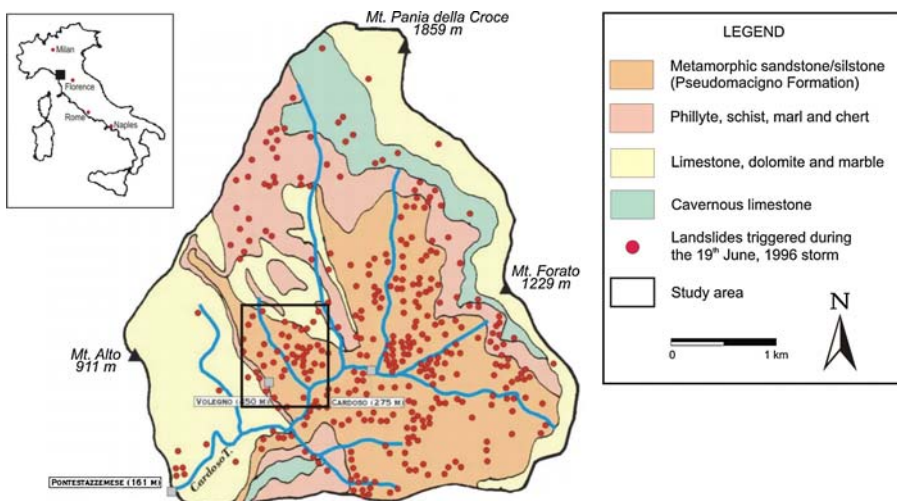 Milan
Florence
Rome
Naples
Mt. Pania della Croce
1859 m
Mt. Forato
1229 m
Mt. Alto
911 m
VOLEGNO (450 M)
CARDOSO (275 M)
Cardoso T.
PONTESTAZZEMESE (161 M)
LEGEND
Metamorphic sandstone/silstone
(Pseudomacigno Formation)
Phillyte, schist, marl and chert
Limestone, dolomite and marble
Cavernous limestone
Landslides triggered during
the 19th June, 1996 storm
Study area
N
0 1 km